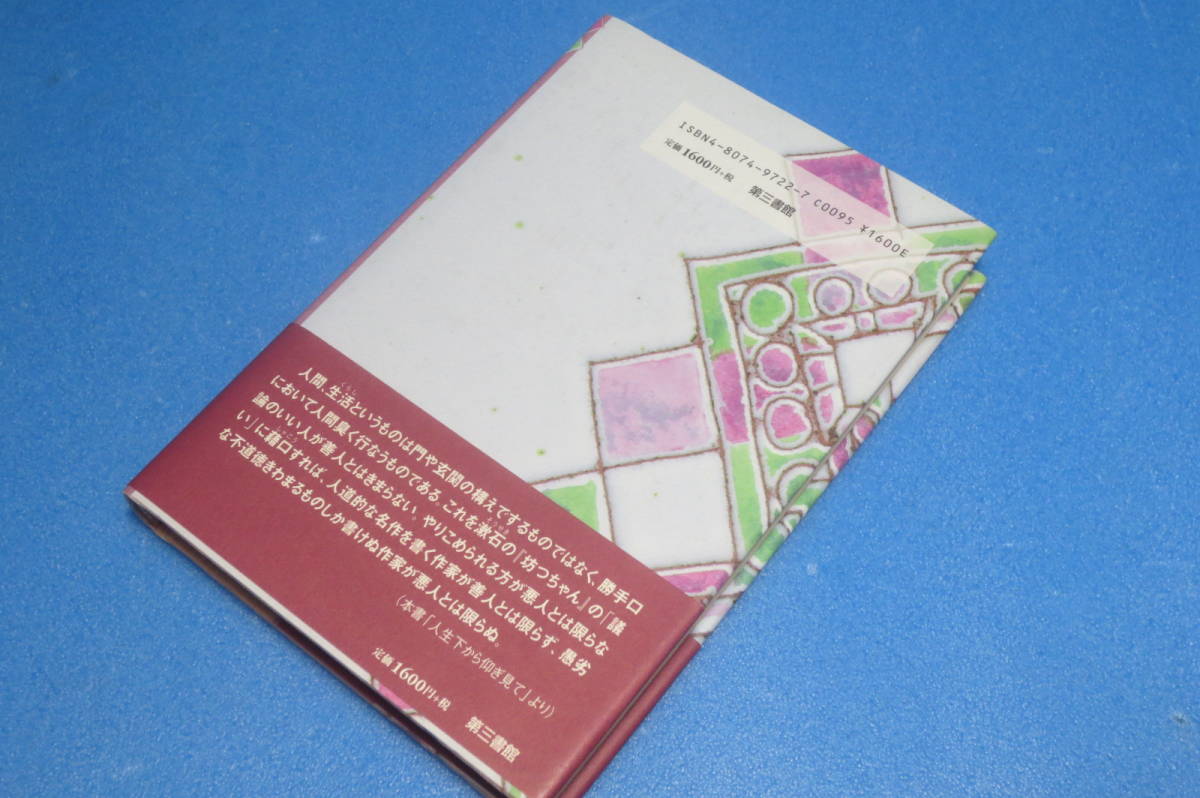 ISBN4-8074-9722-7 C0095 ¥1600E
定価1600円+税 第三書館
人間、生活というものは門や玄関の構えでするものではなく、勝手口
において人間臭く行なうものである。これを漱石の『坊つちゃん』の「議
論のいい人が善人とはきまらない。やりこめられる方が悪人とは限らな
い」に藉口すれば、人道的な名作を書く作家が善人とは限らず、愚劣
な不道徳きわまるものしか書けぬ作家が悪人とは限らぬ。
(本書「人生下から仰ぎ見て」より)
定価1600円+税 第三書館